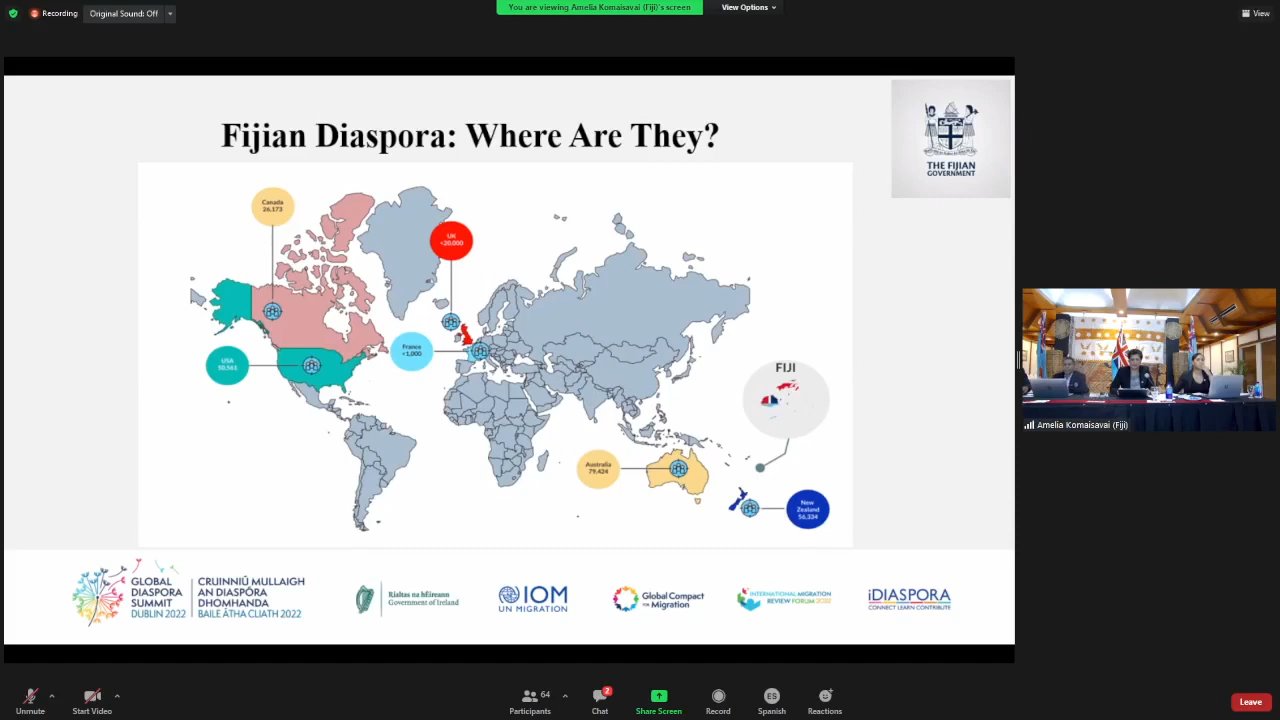 Recording
Original Sound: Off
You are viewing Amelia Komaisavai (Fiji)'s screen
View Options
View
Fijian Diaspora: Where Are They?
THE FIJIAN
GOVERNMENT
Canada
26,173
UK
<20,000
France
<1,000
USA
50,561
FIJI
Australia
79,424
New
Zealand
56,334
Amelia Komaisavai (Fiji)
GLOBAL
DIASPORA
SUMMIT
DUBLIN 2022
CRUINNIÚ MULLAIGH
AN DIASPÓRA
DHOMHANDA
BAILE ÁTHA CLIATH 2022
Rialtas na hÉireann
Government of Ireland
IOM
UN MIGRATION
Global Compact
FOR Migration
INTERNATIONAL MIGRATION
REVIEW FORUM 2022
iDIASPORA
CONNECT LEARN CONTRIBUTE
Unmute
Start Video
64
Participants
2
Chat
Share Screen
Record
ES
Spanish
Reactions
Leave